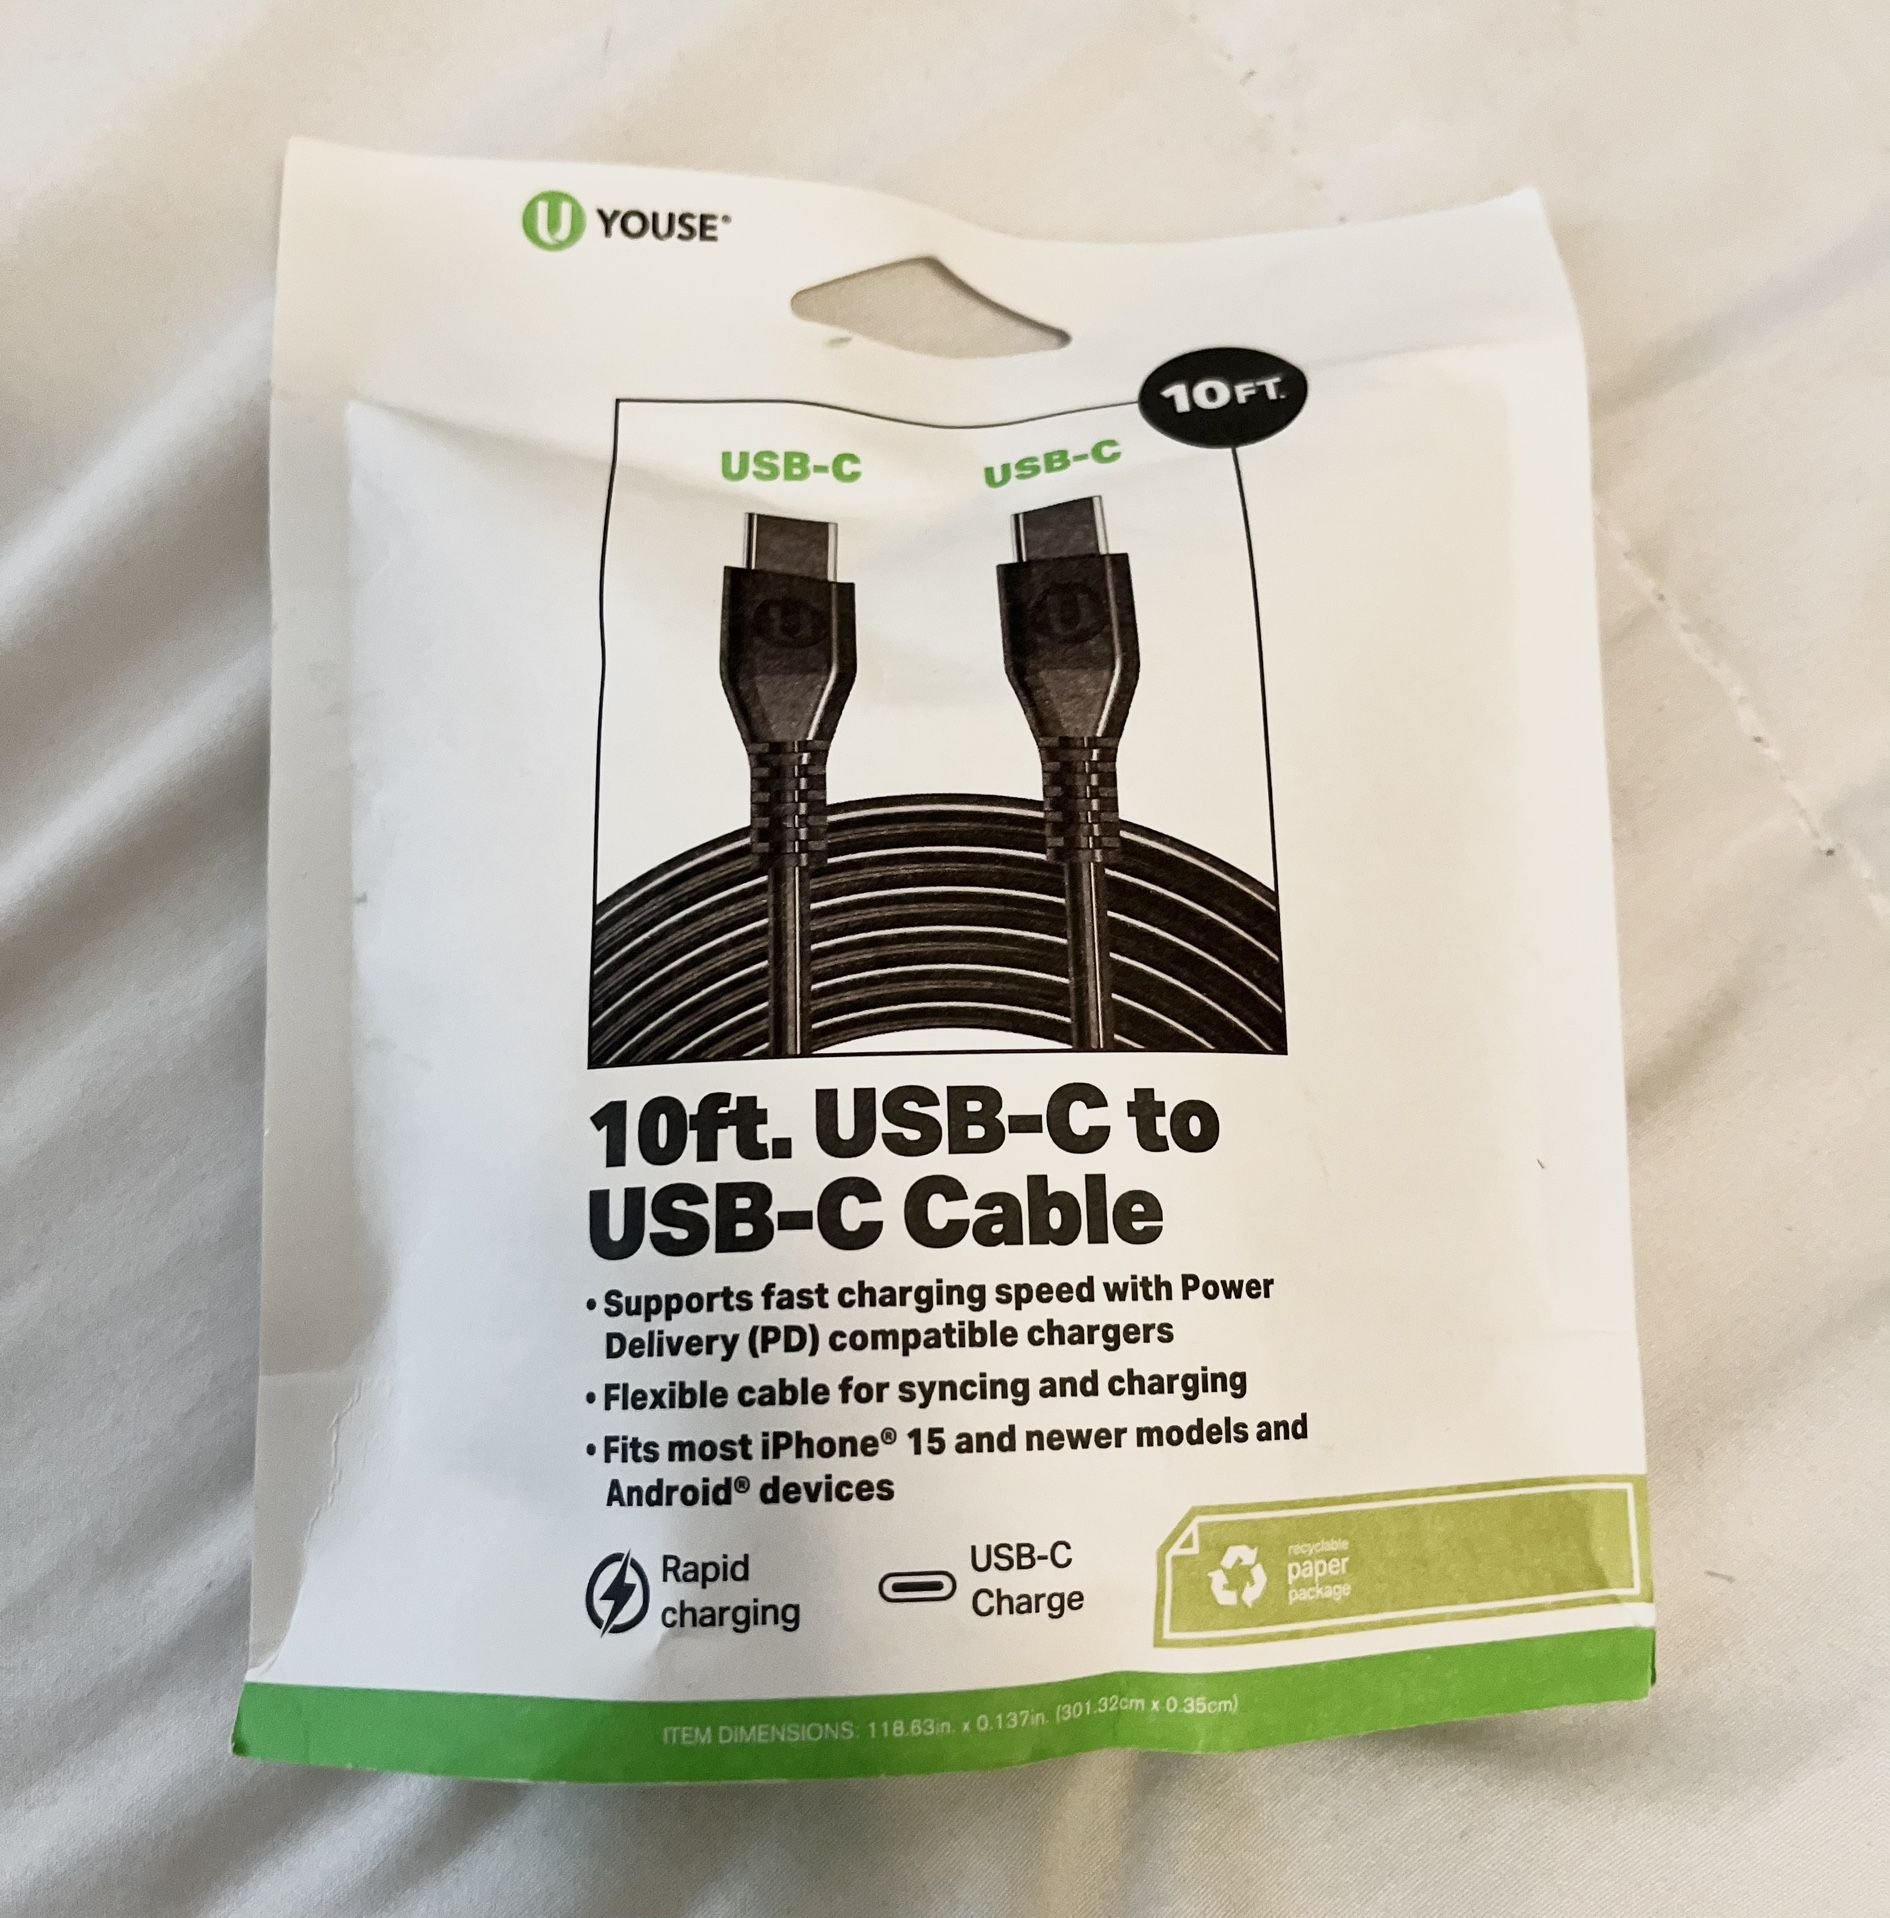 U YOUSE®
10FT.
USB-C
USB-C
U
U
10ft. USB-C to
USB-C Cable
• Supports fast charging speed with Power
Delivery (PD) compatible chargers
• Flexible cable for syncing and charging
• Fits most iPhone® 15 and newer models and
Android® devices
Rapid
charging
USB-C
Charge
recyclable
paper
package
ITEM DIMENSIONS: 118.63in. x 0.137in. (301.32cm x 0.35cm)